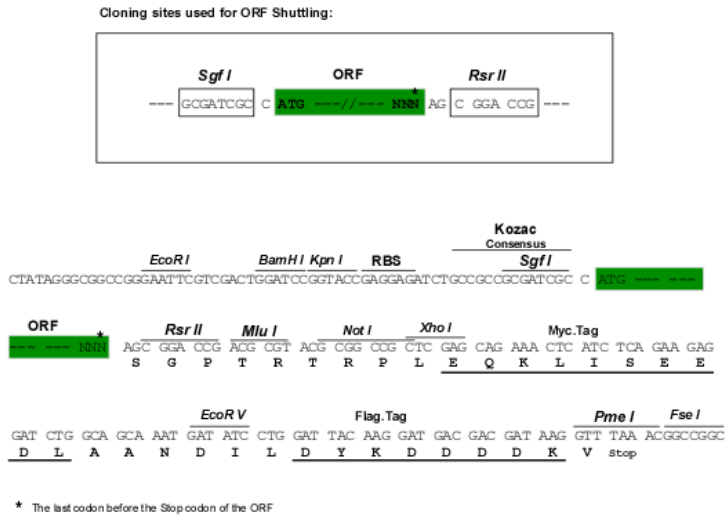 Cloning sites used for ORF Shuttling:
Sgf I ORF Rsr II
*
--- GCGATCGC C ATG ---//--- NNN AG C GGA CCG ---
Kozac
Consensus
EcoR I BamH I Kpn I RBS Sgf I
CTATAGGGCGGCCGGGAATTCGTCGACTGGATCCGGTACCGAGGAGATCTGCCGCCGCGATCGC C ATG --- ---
ORF * Rsr II Mlu I Not I Xho I Myc.Tag
--- --- NNN AGC GGA CCG ACG CGT ACG CGG CCG CTC GAG CAG AAA CTC ATC TCA GAA GAG
S G P T R T R P L E Q K L I S E E
EcoR V Flag.Tag Pme I Fse I
GAT CTG GCA GCA AAT GAT ATC CTG GAT TAC AAG GAT GAC GAC GAT AAG GTT TAA ACGGCCGGC
D L A A N D I L D Y K D D D D K V Stop
* The last codon before the Stop codon of the ORF